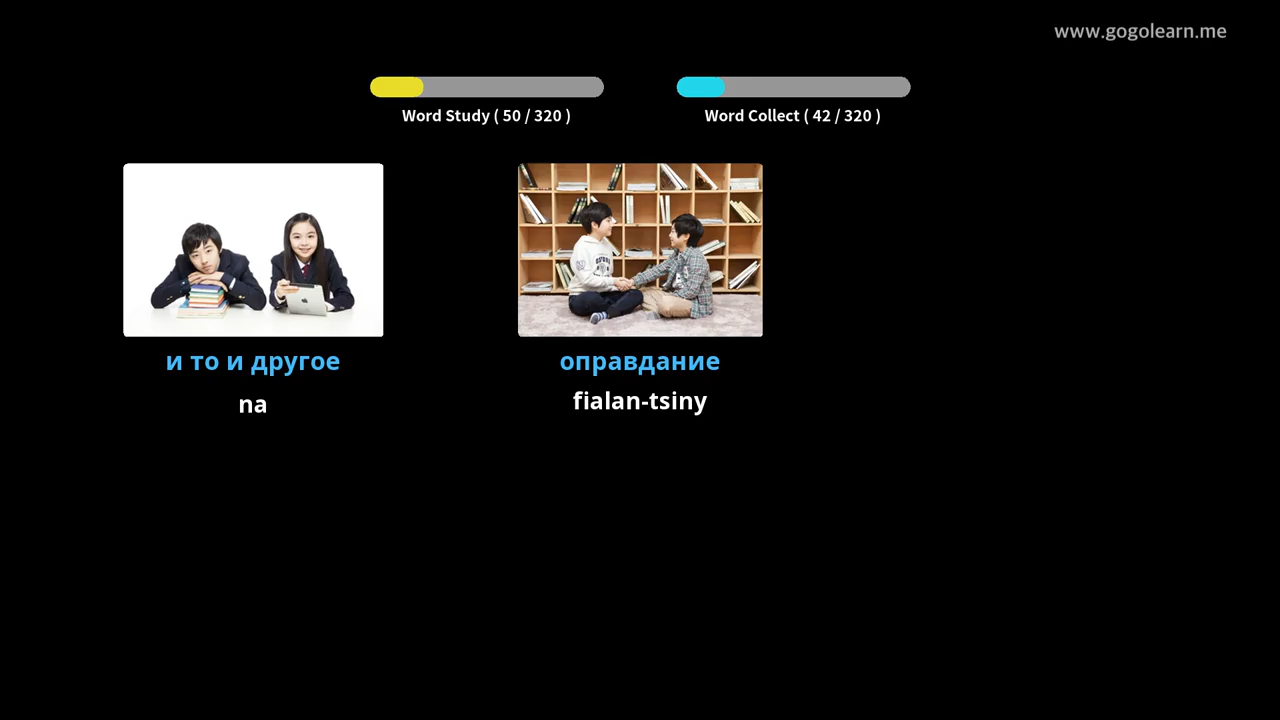 www.gogolearn.me
Word Study ( 50 / 320 )
Word Collect ( 42 / 320 )
и то и другое
na
оправдание
fialan-tsiny